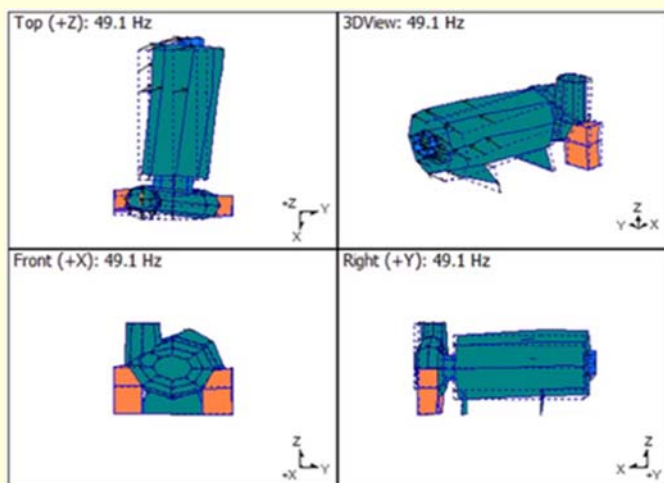 Top (+Z): 49.1 Hz
+Z
Y
X
3DView: 49.1 Hz
Z
Y
X
Front (+X): 49.1 Hz
Z
+X
Y
Right (+Y): 49.1 Hz
Z
X
+Y